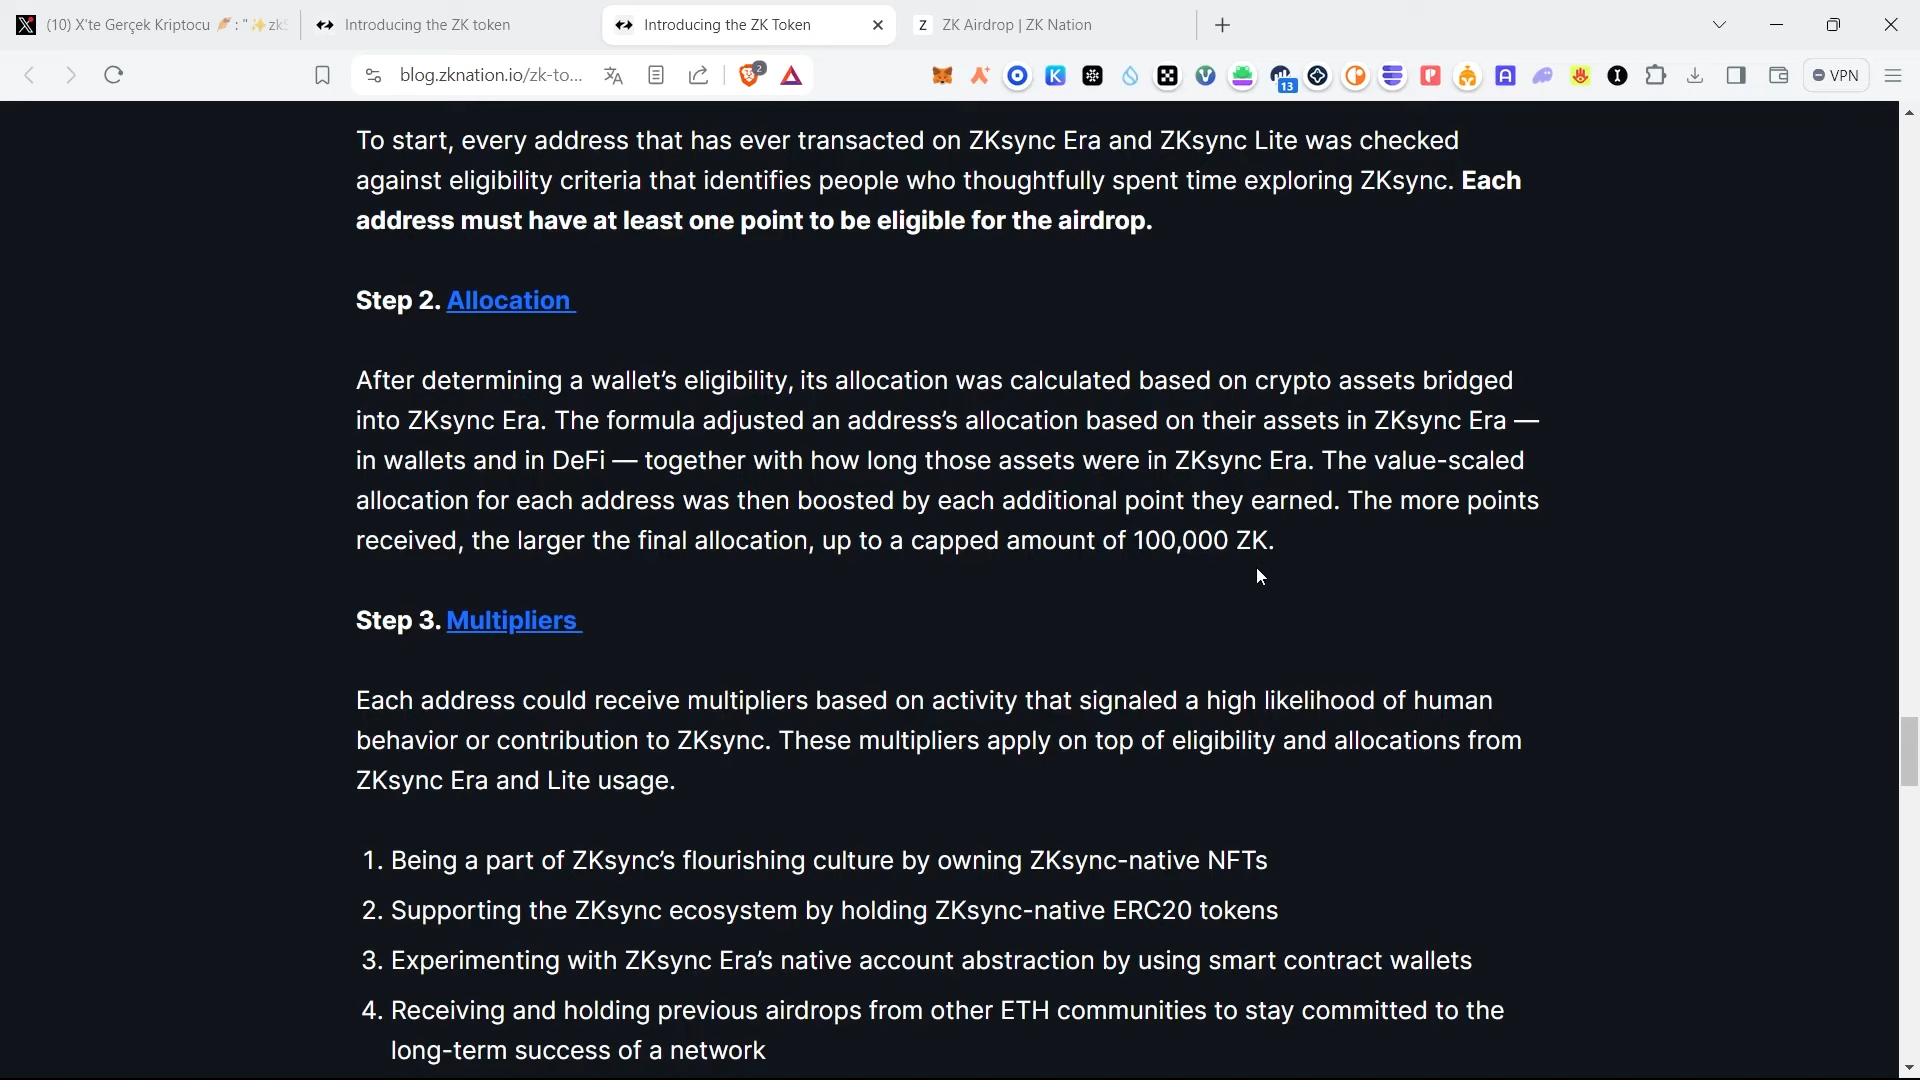 (10) X'te Gerçek Kriptocu 🪐: "✨zkS
Introducing the ZK token
Introducing the ZK Token
Z ZK Airdrop | ZK Nation
blog.zknation.io/zk-to...
2
13
VPN
To start, every address that has ever transacted on ZKsync Era and ZKsync Lite was checked
against eligibility criteria that identifies people who thoughtfully spent time exploring ZKsync. Each
address must have at least one point to be eligible for the airdrop.
Step 2. Allocation
After determining a wallet’s eligibility, its allocation was calculated based on crypto assets bridged
into ZKsync Era. The formula adjusted an address’s allocation based on their assets in ZKsync Era —
in wallets and in DeFi — together with how long those assets were in ZKsync Era. The value-scaled
allocation for each address was then boosted by each additional point they earned. The more points
received, the larger the final allocation, up to a capped amount of 100,000 ZK.
Step 3. Multipliers
Each address could receive multipliers based on activity that signaled a high likelihood of human
behavior or contribution to ZKsync. These multipliers apply on top of eligibility and allocations from
ZKsync Era and Lite usage.
1. Being a part of ZKsync’s flourishing culture by owning ZKsync-native NFTs
2. Supporting the ZKsync ecosystem by holding ZKsync-native ERC20 tokens
3. Experimenting with ZKsync Era’s native account abstraction by using smart contract wallets
4. Receiving and holding previous airdrops from other ETH communities to stay committed to the
long-term success of a network